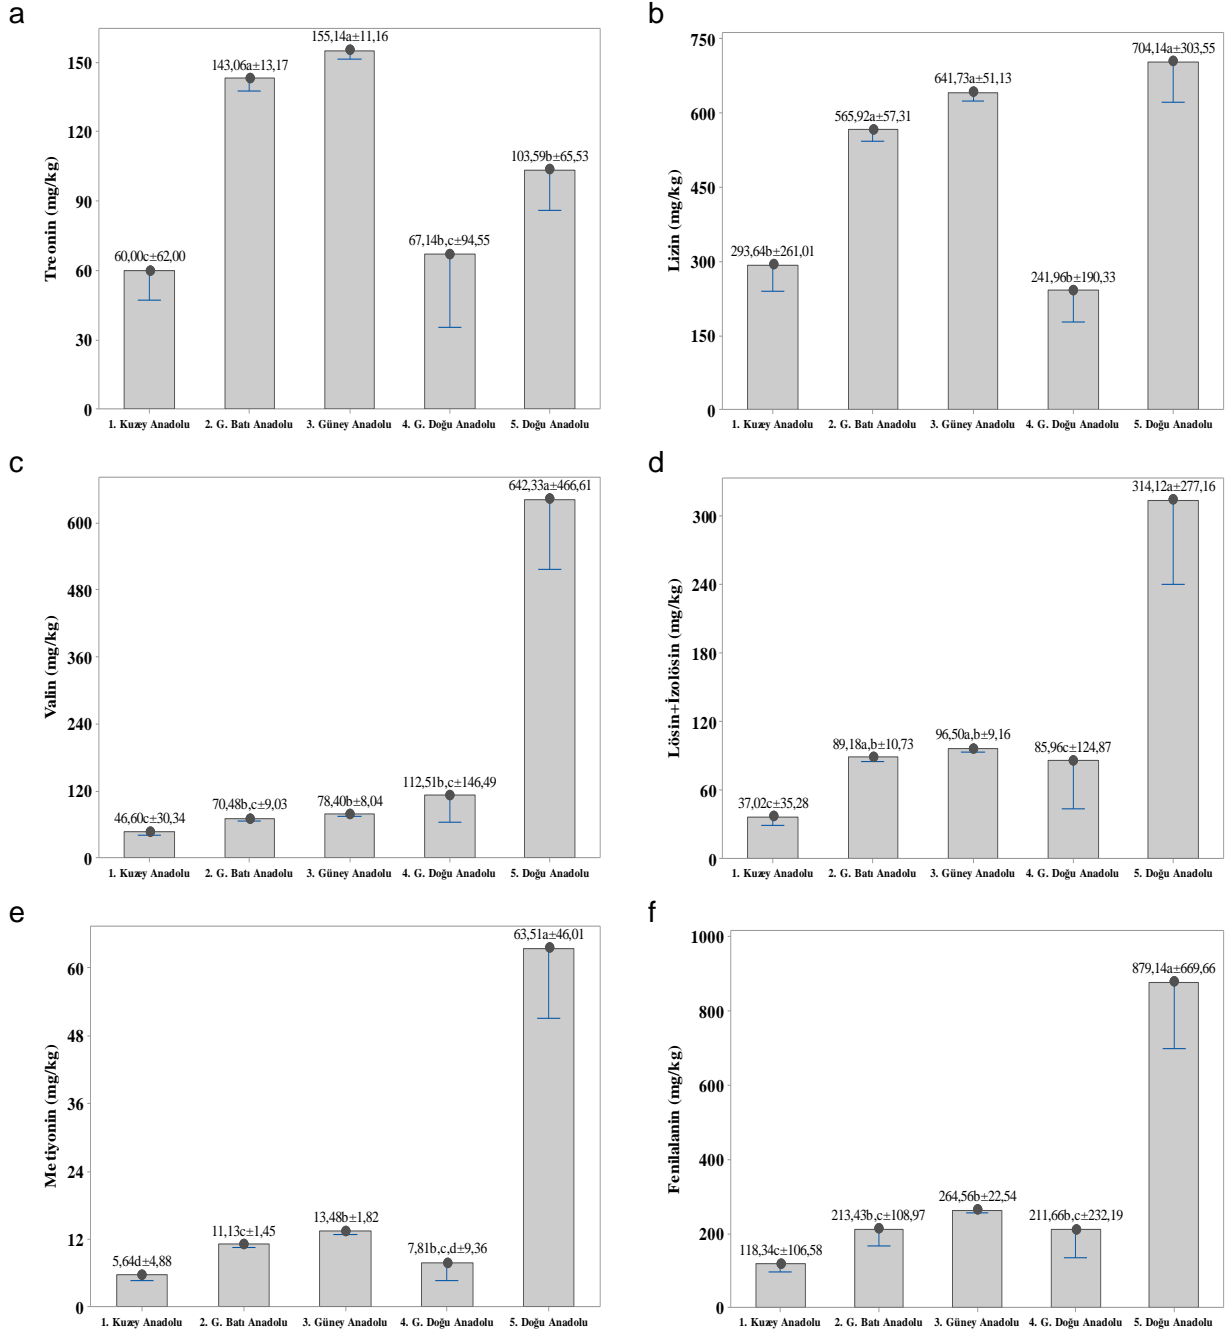 a
155,14a±11,16
143,06a±13,17
150
120
103,59b±65,53
90
67,14b,c±94,55
60,00c±62,00
60
30
0
Treonin (mg/kg)
1. Kuzey Anadolu 2. G. Batı Anadolu 3. Güney Anadolu 4. G. Doğu Anadolu 5. Doğu Anadolu
b
750
704,14a±303,55
641,73a±51,13
600
565,92a±57,31
450
300
293,64b±261,01
241,96b±190,33
150
0
Lizin (mg/kg)
1. Kuzey Anadolu 2. G. Batı Anadolu 3. Güney Anadolu 4. G. Doğu Anadolu 5. Doğu Anadolu
c
642,33a±466,61
600
480
360
240
120
112,51b,c±146,49
78,40b±8,04
70,48b,c±9,03
46,60c±30,34
0
Valin (mg/kg)
1. Kuzey Anadolu 2. G. Batı Anadolu 3. Güney Anadolu 4. G. Doğu Anadolu 5. Doğu Anadolu
d
314,12a±277,16
300
240
180
120
96,50a,b±9,16
89,18a,b±10,73
85,96c±124,87
60
37,02c±35,28
0
Lösin+İzolösin (mg/kg)
1. Kuzey Anadolu 2. G. Batı Anadolu 3. Güney Anadolu 4. G. Doğu Anadolu 5. Doğu Anadolu
e
63,51a±46,01
60
48
36
24
12
13,48b±1,82
11,13c±1,45
7,81b,c,d±9,36
5,64d±4,88
0
Metiyonin (mg/kg)
1. Kuzey Anadolu 2. G. Batı Anadolu 3. Güney Anadolu 4. G. Doğu Anadolu 5. Doğu Anadolu
f
1000
879,14a±669,66
800
600
400
264,56b±22,54
213,43b,c±108,97
211,66b,c±232,19
200
118,34c±106,58
0
Fenilalanin (mg/kg)
1. Kuzey Anadolu 2. G. Batı Anadolu 3. Güney Anadolu 4. G. Doğu Anadolu 5. Doğu Anadolu